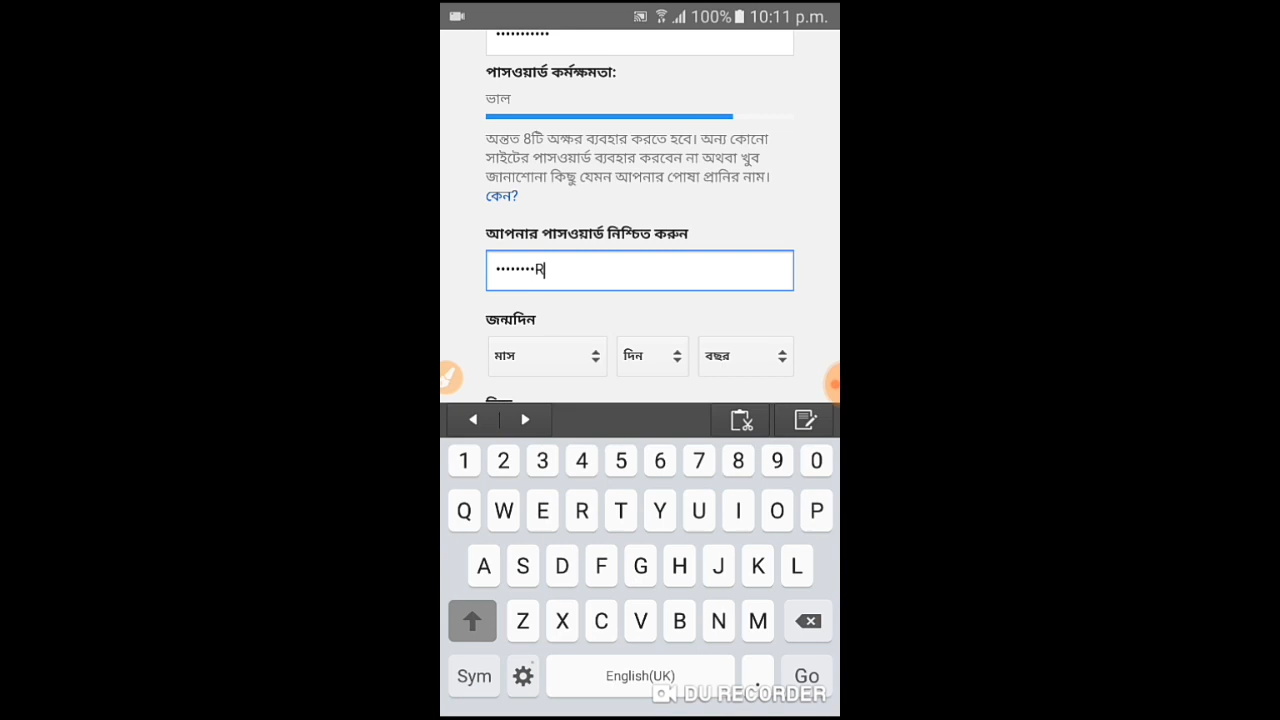 100% 10:11 p.m.
•••••••••••
পাসওয়ার্ড কর্মক্ষমতা:
ভাল
অন্তত 8টি অক্ষর ব্যবহার করতে হবে। অন্য কোনো
সাইটের পাসওয়ার্ড ব্যবহার করবেন না অথবা খুব
জানাশোনা কিছু যেমন আপনার পোষা প্রানির নাম।
কেন?
আপনার পাসওয়ার্ড নিশ্চিত করুন
••••••••R
জন্মদিন
মাস দিন বছর
1 2 3 4 5 6 7 8 9 0
Q W E R T Y U I O P
A S D F G H J K L
Z X C V B N M
Sym English(UK) . Go
DU RECORDER